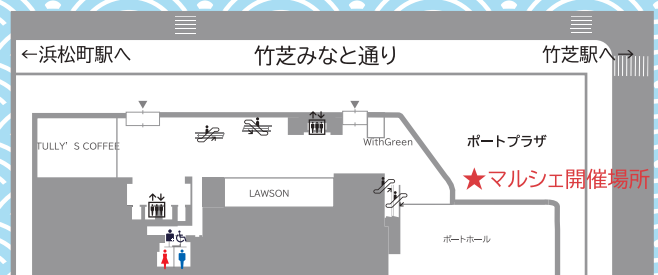 ←浜松町駅へ
竹芝みなと通り
竹芝駅へ→
TULLY'S COFFEE
WithGreen
ポートプラザ
★マルシェ開催場所
LAWSON
ポートホール